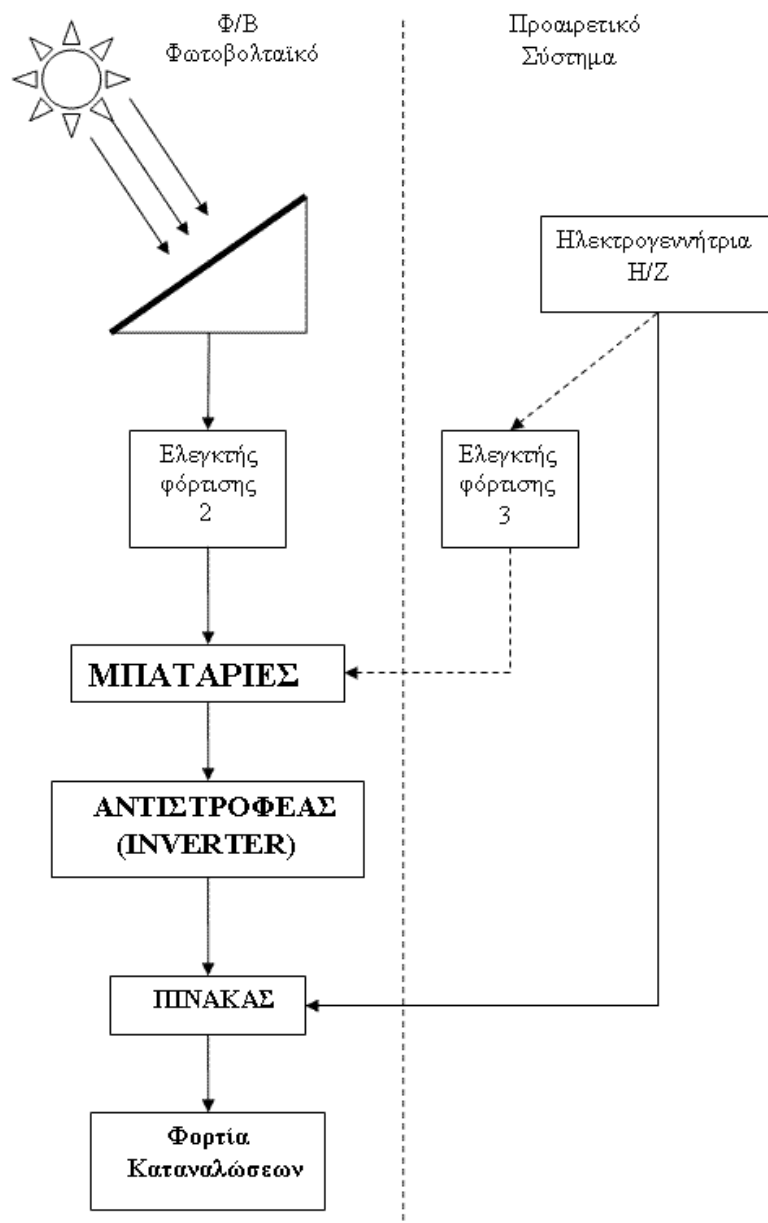 Φ/Β
Φωτοβολταϊκό
Προαιρετικό
Σύστημα
Ηλεκτρογεννήτρια
Η/Ζ
Ελεγκτής
φόρτισης
2
Ελεγκτής
φόρτισης
3
ΜΠΑΤΑΡΙΕΣ
ΑΝΤΙΣΤΡΟΦΕΑΣ
(INVERTER)
ΠΙΝΑΚΑΣ
Φορτία
Καταναλώσεων